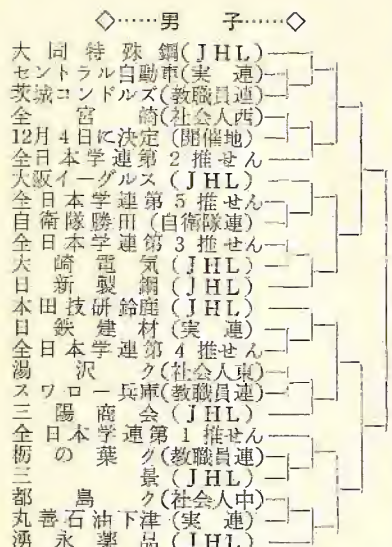 ◇……男　子……◇
大同特殊鋼(JHL)
セントラル自動車(実連)
茨城コンドルズ(教職員連)
全宮崎(社会人西)
12月4日に決定(開催地)
全日本学連第2推せん
大阪イーグルス(JHL)
全日本学連第5推せん
自衛隊勝田(自衛隊連)
全日本学連第3推せん
大崎電気(JHL)
日新製鋼(JHL)
本田技研鈴鹿(JHL)
日鉄建材(実連)
全日本学連第4推せん
湯沢ク(社会人東)
スワロー兵庫(教職員連)
三陽商会(JHL)
全日本学連第1推せん
栃の葉ク(教職員連)
三景(JHL)
都島ク(社会人中)
丸善石油下津(実連)
湧永薬品(JHL)